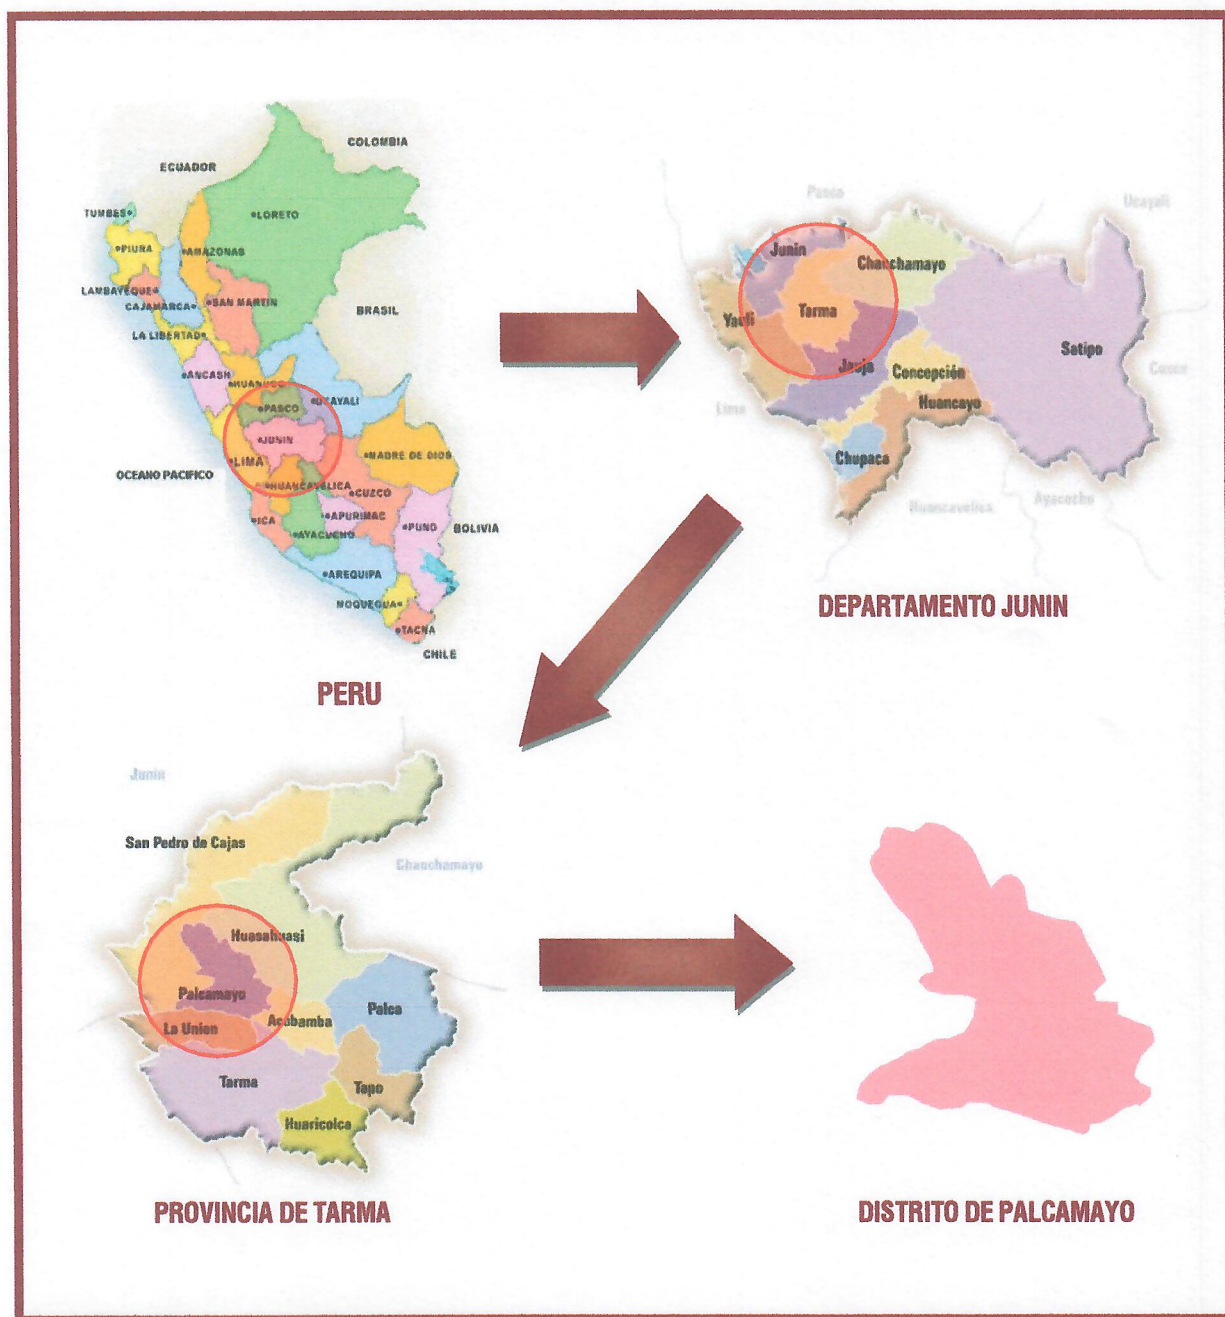 COLOMBIA
ECUADOR
TUMBES
LORETO
PIURA
AMAZONAS
LAMBAYEQUE
CAJAMARCA
SAN MARTIN
BRASIL
LA LIBERTAD
ANCASH
HUANUCO
PASCO
UCAYALI
JUNIN
LIMA
MADRE DE DIOS
OCEANO PACIFICO
HUANCAVELICA
CUZCO
ICA
APURIMAC
PUNO
BOLIVIA
AYACUCHO
AREQUIPA
MOQUEGUA
TACNA
CHILE
PERU
Pasco
Ucayali
Junin
Chanchamayo
Tarma
Yauli
Satipo
Jauja
Concepción
Cusco
Huancayo
Lima
Chupaca
Huancavelica
Ayacucho
DEPARTAMENTO JUNIN
Junin
San Pedro de Cajas
Chanchamayo
Huasahuasi
Palcamayo
Palca
La Union
Acobamba
Tarma
Tapo
Huaricolca
PROVINCIA DE TARMA
DISTRITO DE PALCAMAYO